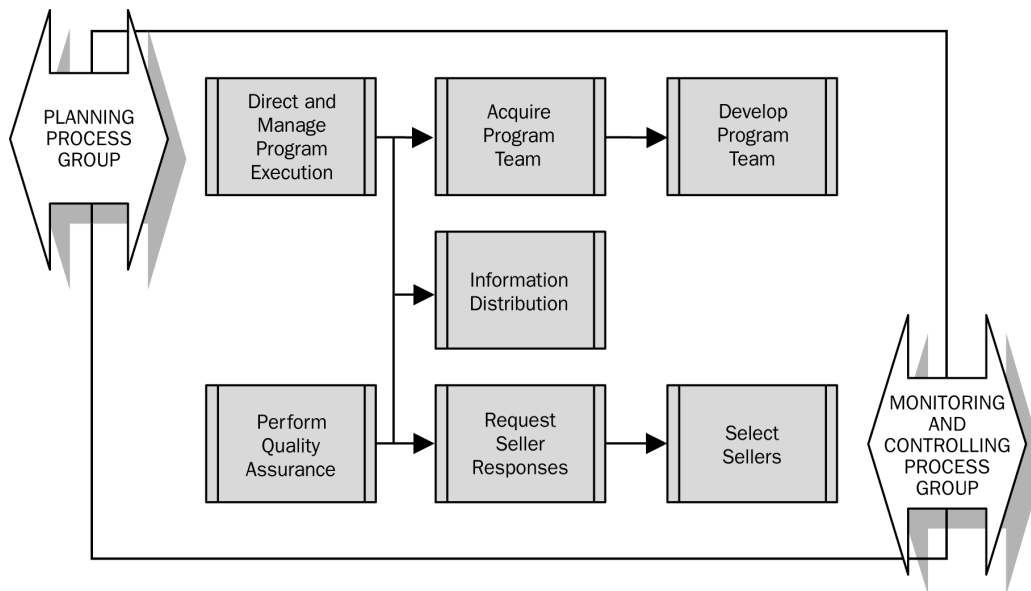 PLANNING
PROCESS
GROUP
Direct and
Manage
Program
Execution
Acquire
Program
Team
Develop
Program
Team
Information
Distribution
Perform
Quality
Assurance
Request
Seller
Responses
Select
Sellers
MONITORING
AND
CONTROLLING
PROCESS
GROUP